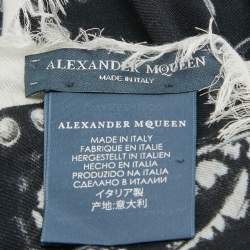 ALEXANDER MCQUEEN
MADE IN ITALY
ALEXANDER MQUEEN
MADE IN ITALY
FABRIQUE EN ITALIE
HERGESTELLT IN ITALIEN
HECHO EN ITALIA
PRODUZIDO NA ITALIA
СДЕЛАНО В ИТАЛИИ
イタリア製
产地:意大利